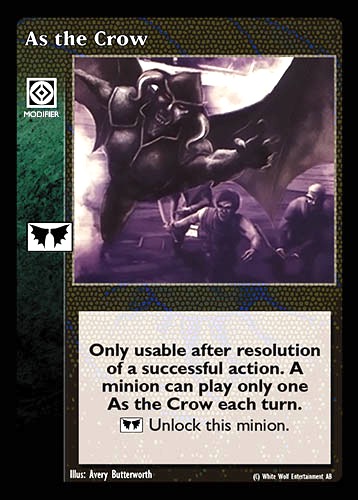 As the Crow
MODIFIER
Only usable after resolution
of a successful action. A
minion can play only one
As the Crow each turn.
Unlock this minion.
Illus: Avery Butterworth
(C) White Wolf Entertainment AB